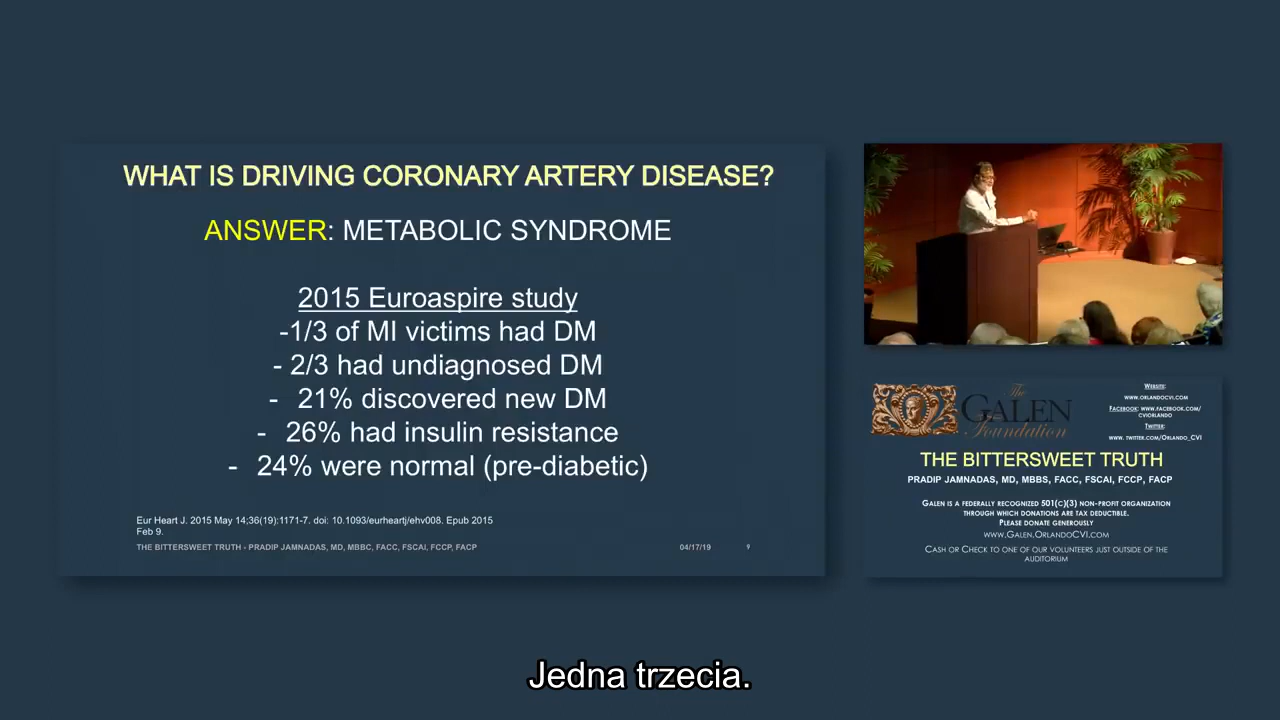 WHAT IS DRIVING CORONARY ARTERY DISEASE?
ANSWER: METABOLIC SYNDROME
2015 Euroaspire study
-1/3 of MI victims had DM
- 2/3 had undiagnosed DM
- 21% discovered new DM
- 26% had insulin resistance
- 24% were normal (pre-diabetic)
Eur Heart J. 2015 May 14;36(19):1171-7. doi: 10.1093/eurheartj/ehv008. Epub 2015
Feb 9.
THE BITTERSWEET TRUTH - PRADIP JAMNADAS, MD, MBBC, FACC, FSCAI, FCCP, FACP
04/17/19
9
The
GALEN
Foundation
WEBSITE:
WWW.ORLANDOCVI.COM
FACEBOOK: WWW.FACEBOOK.COM/
CVIORLANDO
TWITTER:
WWW. TWITTER.COM/ORLANDO_CVI
THE BITTERSWEET TRUTH
PRADIP JAMNADAS, MD, MBBS, FACC, FSCAI, FCCP, FACP
GALEN IS A FEDERALLY RECOGNIZED 501(C)(3) NON-PROFIT ORGANIZATION
THROUGH WHICH DONATIONS ARE TAX DEDUCTIBLE.
PLEASE DONATE GENEROUSLY
WWW.GALEN.ORLANDOCVI.COM
CASH OR CHECK TO ONE OF OUR VOLUNTEERS JUST OUTSIDE OF THE
AUDITORIUM
Jedna trzecia.